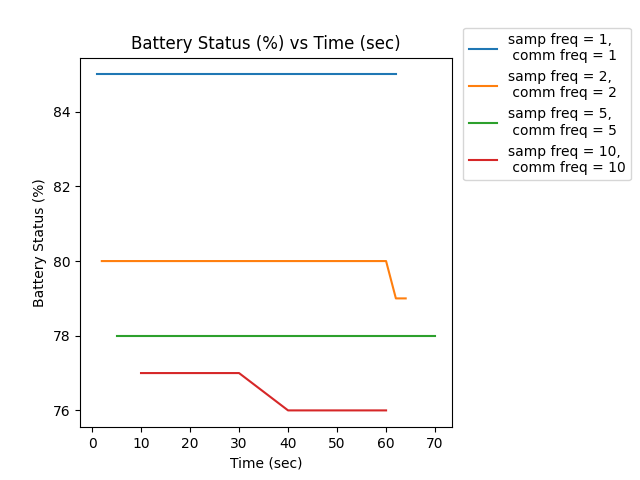 Battery Status (%) vs Time (sec)
samp freq = 1,
comm freq = 1
samp freq = 2,
comm freq = 2
samp freq = 5,
comm freq = 5
samp freq = 10,
comm freq = 10
Battery Status (%)
84
82
80
78
76
0 10 20 30 40 50 60 70
Time (sec)